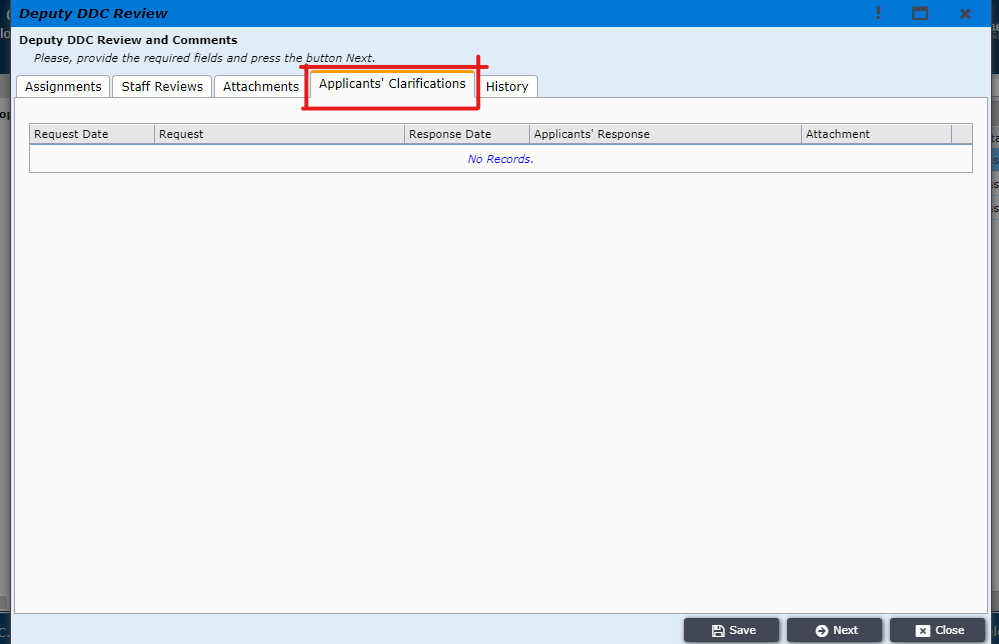 Deputy DDC Review
Deputy DDC Review and Comments
Please, provide the required fields and press the button Next.
Assignments Staff Reviews Attachments Applicants' Clarifications History
Request Date Request Response Date Applicants' Response Attachment
No Records.
Save Next Close